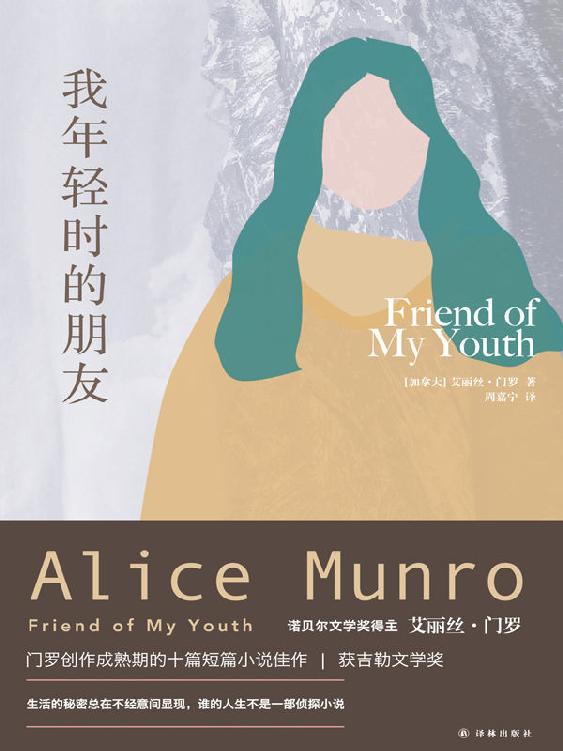 我年轻时的朋友
Friend of
My Youth
[加拿大] 艾丽丝·门罗 著
周嘉宁 译
Alice Munro
Friend of My Youth 诺贝尔文学奖得主 艾丽丝·门罗
门罗创作成熟期的十篇短篇小说佳作 | 获吉勒文学奖
生活的秘密总在不经意间显现，谁的人生不是一部侦探小说
译林出版社